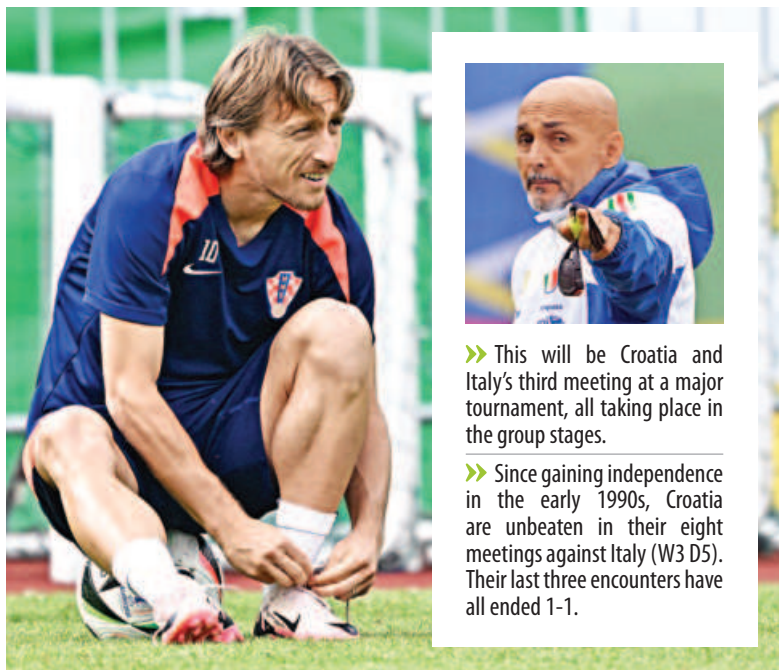 10
» This will be Croatia and
Italy's third meeting at a major
tournament, all taking place in
the group stages.
» Since gaining independence
in the early 1990s, Croatia
are unbeaten in their eight
meetings against Italy (W3 D5).
Their last three encounters have
all ended 1-1.